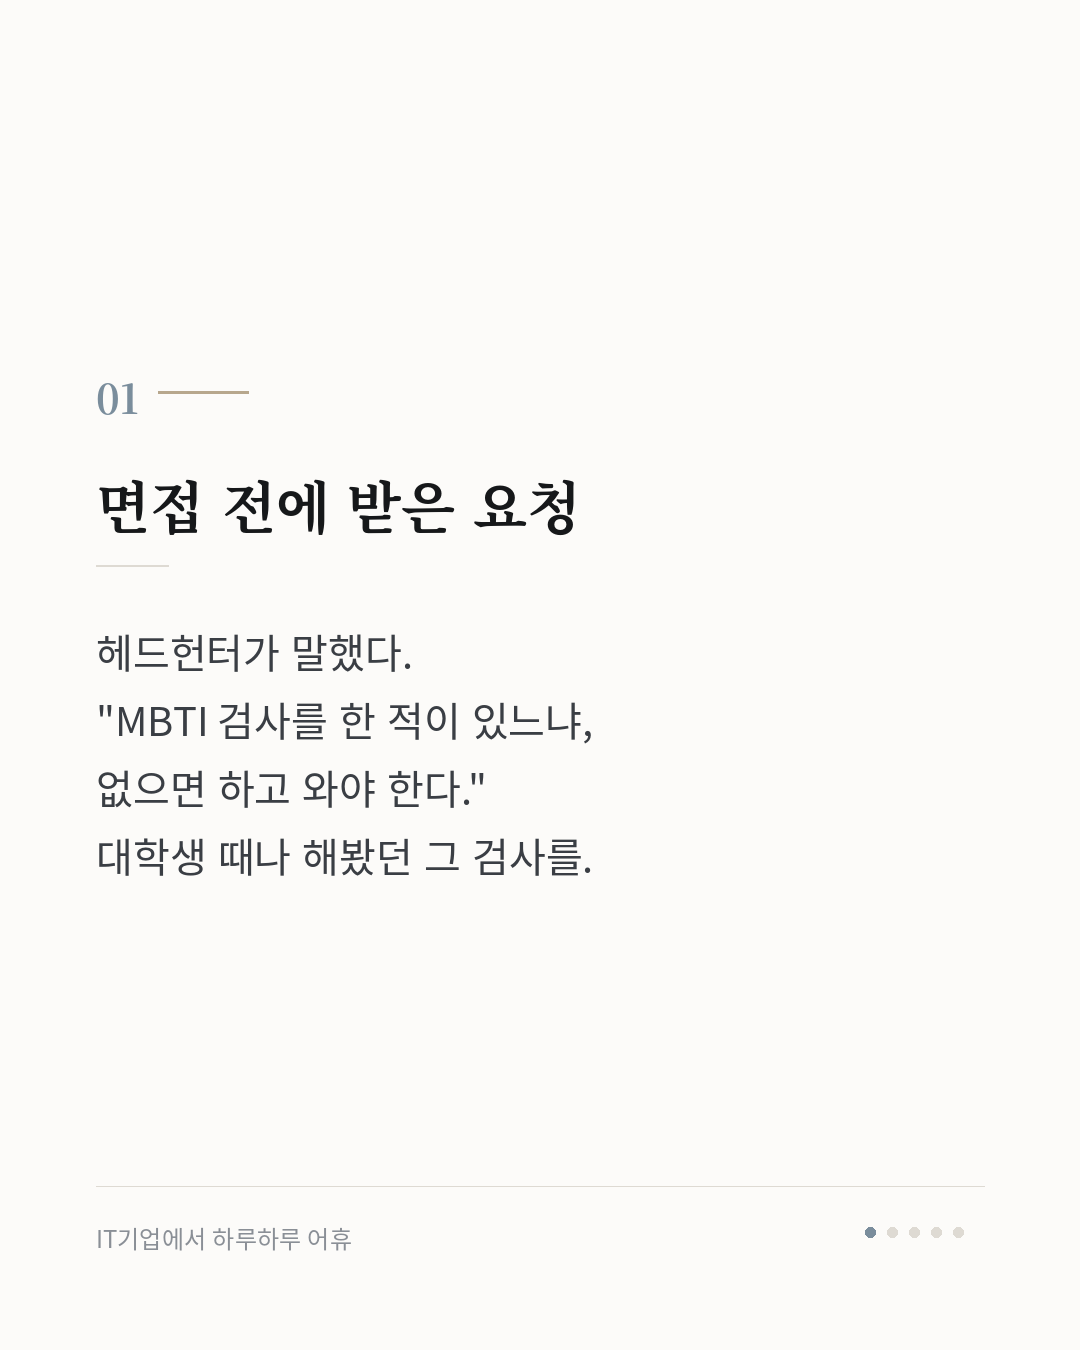 01
면접 전에 받은 요청
헤드헌터가 말했다.
"MBTI 검사를 한 적이 있느냐,
없으면 하고 와야 한다."
대학생 때나 해봤던 그 검사를.
IT기업에서 하루하루 어휴